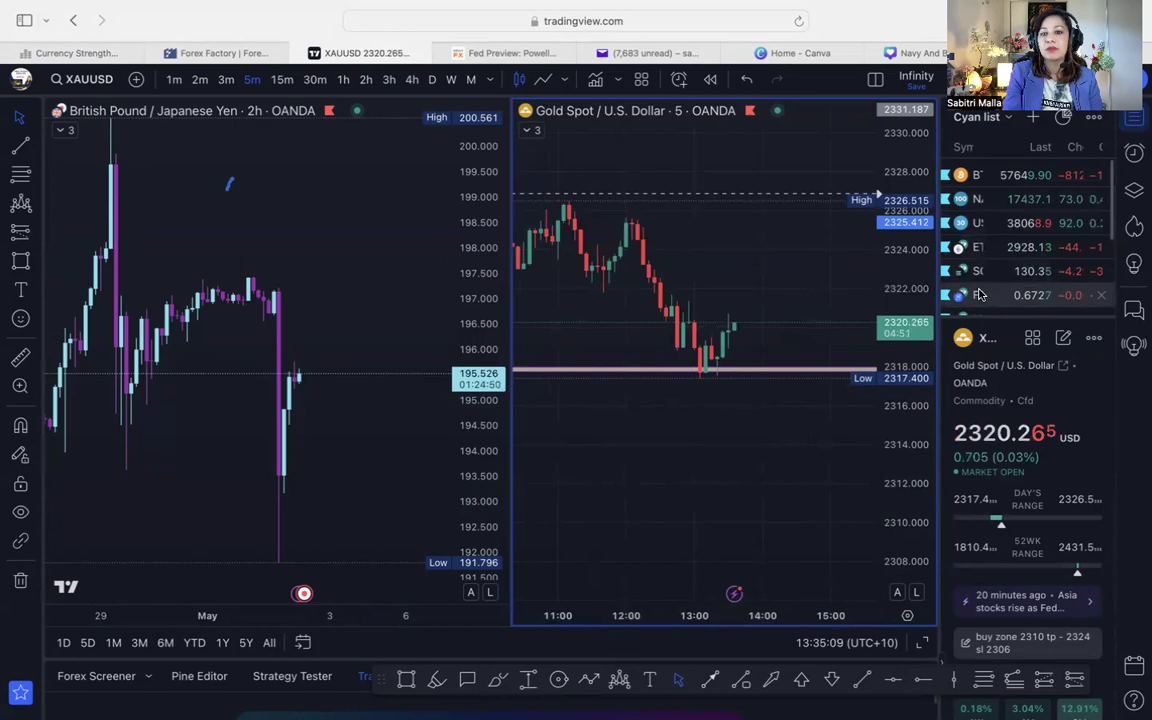 tradingview.com
Currency Strength...
Forex Factory | Fore...
XAUUSD 2320.265...
Fed Preview: Powell...
(7,683 unread) – sa...
Home - Canva
Navy And B
XAUUSD
1m 2m 3m 5m 15m 30m 1h 2h 3h 4h D W M
Infinity
Save
Sabitri Malla
British Pound / Japanese Yen · 2h · OANDA
3
High 200.561
200.000
199.500
199.000
198.500
198.000
197.500
197.000
196.500
196.000
195.526
01:24:50
195.000
194.500
194.000
193.500
193.000
192.500
192.000
Low 191.796
191.500
A L
29 May 3 6
Gold Spot / U.S. Dollar · 5 · OANDA
3
2331.187
2330.000
2328.000
High 2326.515
2326.000
2325.412
2324.000
2322.000
2320.265
04:51
2318.000
Low 2317.400
2316.000
2314.000
2312.000
2310.000
2308.000
A L
11:00 12:00 13:00 14:00 15:00
Cyan list
Last
57649.90 −812
17437.1 73.0
38068.9 92.0
2928.13 −44.
130.35 −4.2
0.6727 −0.0
X...
Gold Spot / U.S. Dollar
OANDA
Commodity • Cfd
2320.265 USD
0.705 (0.03%)
MARKET OPEN
2317.4 DAY'S RANGE 2326.5
1810.4 52WK RANGE 2431.5
20 minutes ago • Asia
stocks rise as Fed...
buy zone 2310 tp - 2324
sl 2306
1D 5D 1M 3M 6M YTD 1Y 5Y All
13:35:09 (UTC+10)
Forex Screener
Pine Editor
Strategy Tester
0.18% 3.04% 12.91%